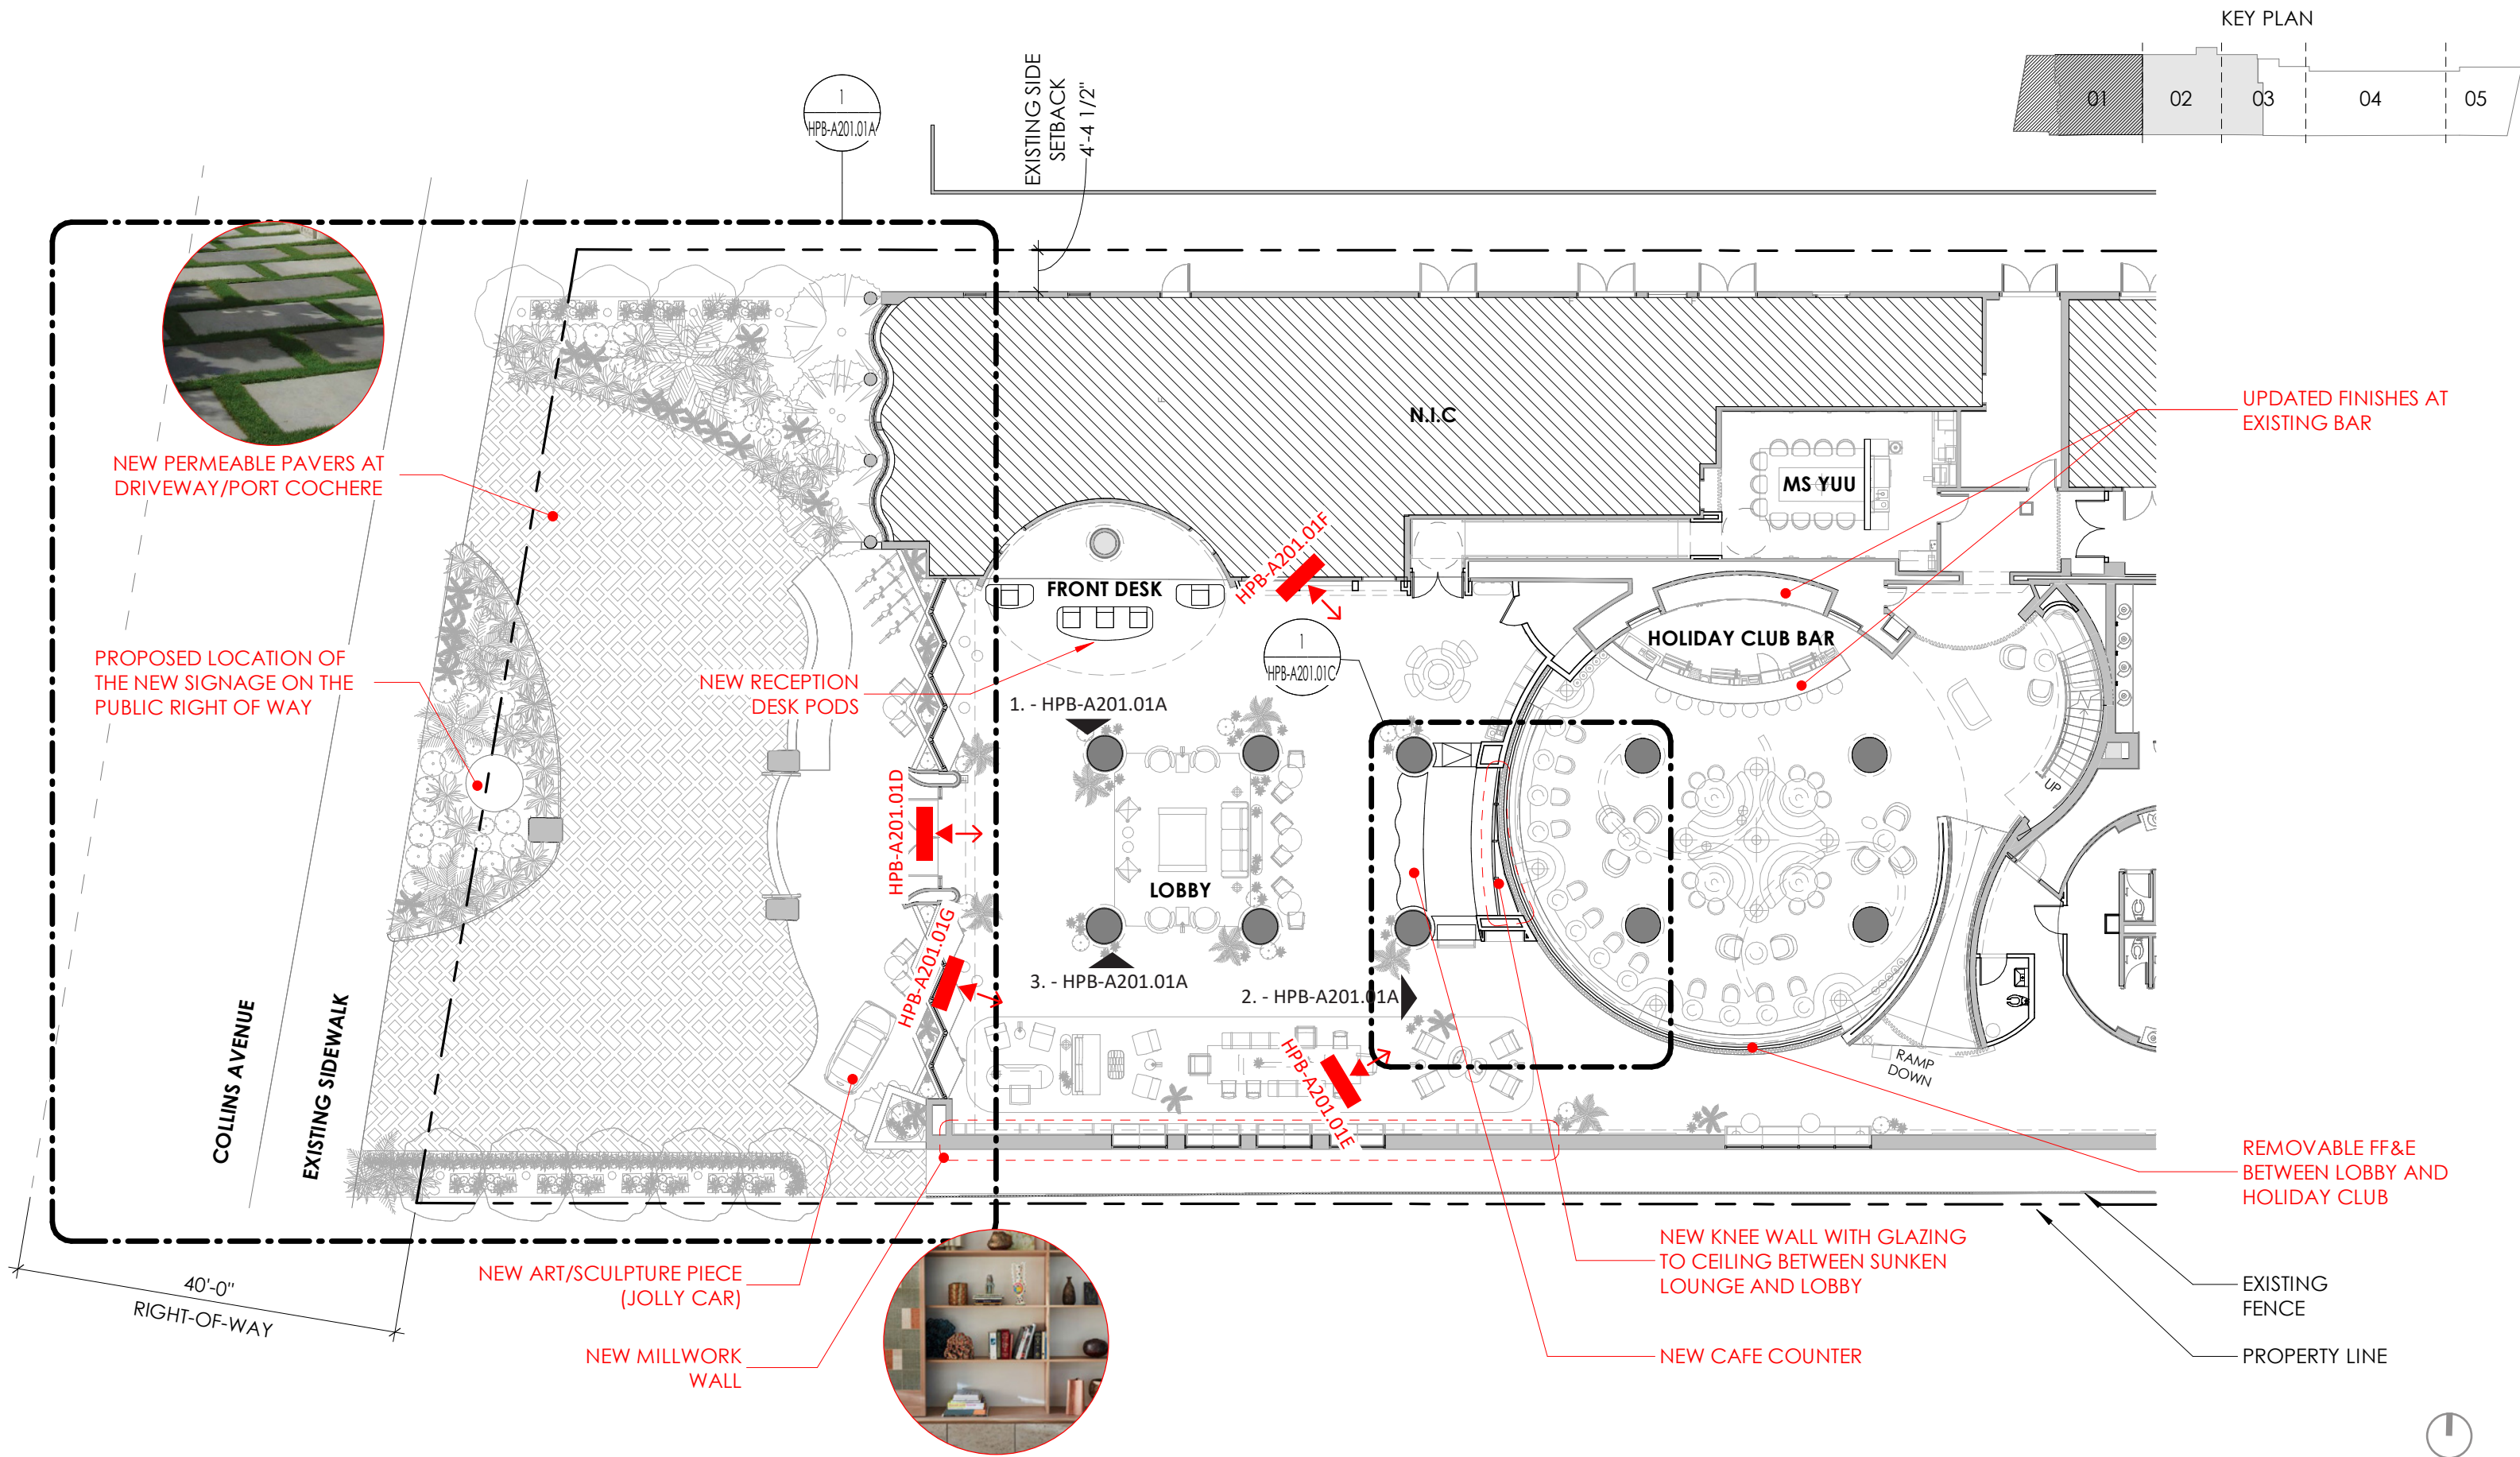 KEY PLAN
01
02
03
04
05
1
HPB-A201.01A
EXISTING SIDE
SETBACK
4'-4 1/2"
NEW PERMEABLE PAVERS AT
DRIVEWAY/PORT COCHERE
PROPOSED LOCATION OF
THE NEW SIGNAGE ON THE
PUBLIC RIGHT OF WAY
N.I.C
MS YUU
UPDATED FINISHES AT
EXISTING BAR
FRONT DESK
HPB-A201.01F
1
HPB-A201.01C
HOLIDAY CLUB BAR
NEW RECEPTION
DESK PODS
1. - HPB-A201.01A
UP
HPB-A201.01D
LOBBY
HPB-A201.01G
3. - HPB-A201.01A
2. - HPB-A201.01A
HPB-A201.01E
RAMP
DOWN
COLLINS AVENUE
EXISTING SIDEWALK
REMOVABLE FF&E
BETWEEN LOBBY AND
HOLIDAY CLUB
NEW KNEE WALL WITH GLAZING
TO CEILING BETWEEN SUNKEN
LOUNGE AND LOBBY
NEW ART/SCULPTURE PIECE
(JOLLY CAR)
40'-0"
RIGHT-OF-WAY
EXISTING
FENCE
NEW MILLWORK
WALL
NEW CAFE COUNTER
PROPERTY LINE